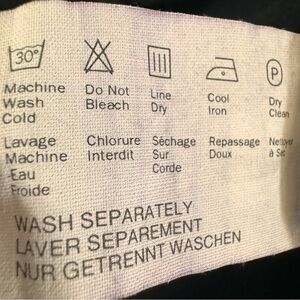 30°
P
Machine Wash Cold
Do Not Bleach
Line Dry
Cool Iron
Dry Clean
Lavage Machine -Eau Froide
Chlorure Interdit
Séchage Sur Corde
Repassage Doux
Nettoyer à Sec
WASH SEPARATELY
LAVER SEPAREMENT
NUR GETRENNT WASCHEN